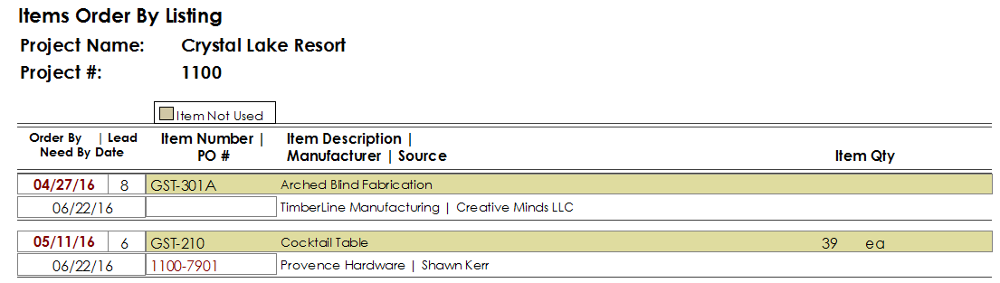 Items Order By Listing
Project Name: Crystal Lake Resort
Project #: 1100
Item Not Used
Order By | Lead Item Number | Item Description |
Need By Date PO # Manufacturer | Source Item Qty
04/27/16 8 GST-301A Arched Blind Fabrication
06/22/16 TimberLine Manufacturing | Creative Minds LLC
05/11/16 6 GST-210 Cocktail Table 39 ea
06/22/16 1100-7901 Provence Hardware | Shawn Kerr